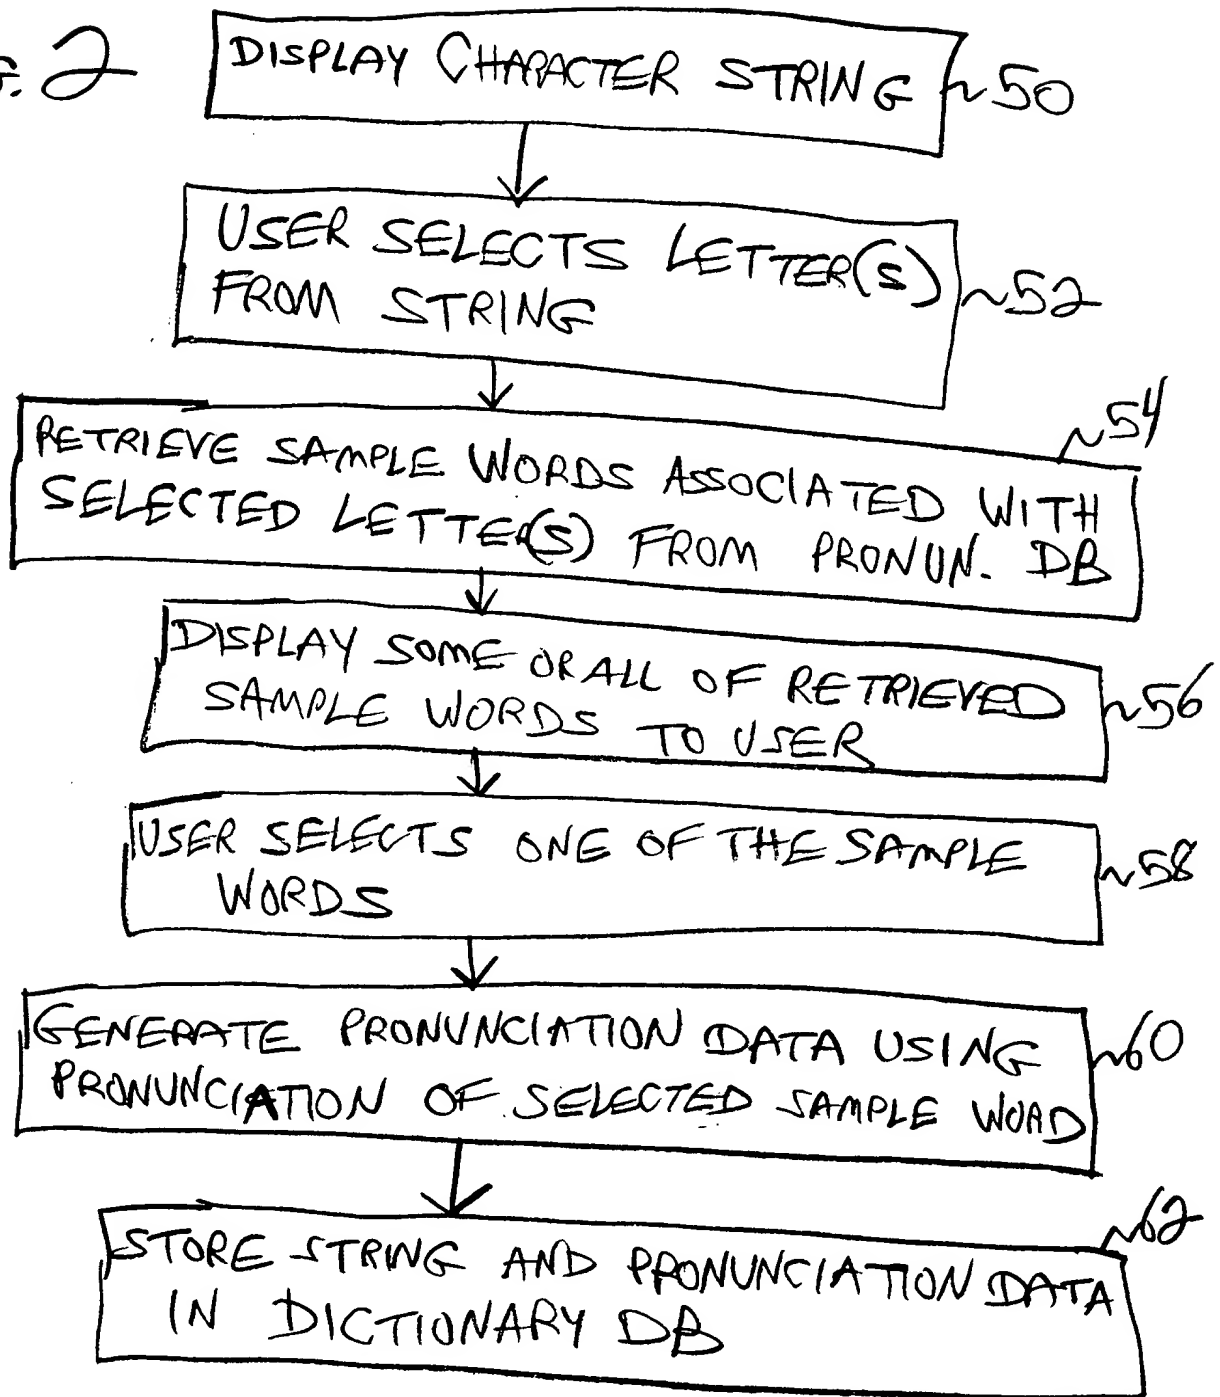 G. 2
DISPLAY CHARACTER STRING
50
USER SELECTS LETTER(S)
FROM STRING
52
54
RETRIEVE SAMPLE WORDS ASSOCIATED WITH
SELECTED LETTER(S) FROM PRONUN. DB
DISPLAY SOME OR ALL OF RETRIEVED
SAMPLE WORDS TO USER
56
USER SELECTS ONE OF THE SAMPLE
WORDS
58
GENERATE PRONUNCIATION DATA USING
PRONUNCIATION OF SELECTED SAMPLE WORD
60
62
STORE STRING AND PRONUNCIATION DATA
IN DICTIONARY DB